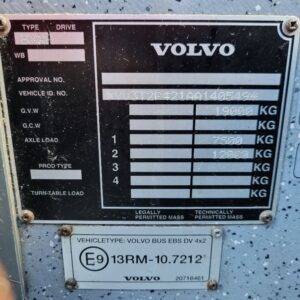 TYPE DRIVE
VOLVO
WB
APPROVAL NO.
VEHICLE ID. NO.
G.V.W 19000 KG
G.C.W KG
AXLE LOAD 1 7500 KG
2 12000 KG
PROD TYPE 3 KG
4 KG
TURN-TABLE LOAD
LEGALLY PERMITTED MASS TECHNICALLY PERMITTED MASS
VEHICLETYPE: VOLVO BUS EBS DV 4x2
E9 13RM-10.7212
VOLVO 20716461